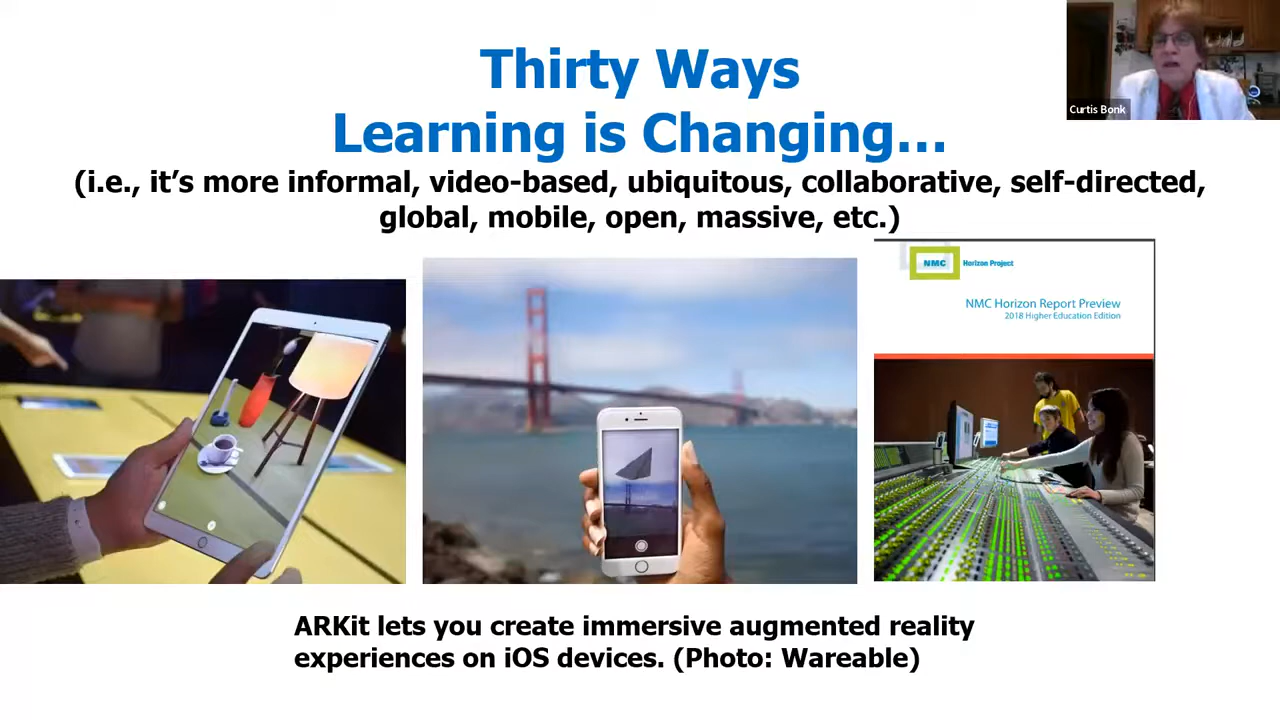 Thirty Ways
Learning is Changing...
(i.e., it's more informal, video-based, ubiquitous, collaborative, self-directed,
global, mobile, open, massive, etc.)
Curtis Bonk
NMC Horizon Project
NMC Horizon Report Preview
2018 Higher Education Edition
ARKit lets you create immersive augmented reality
experiences on iOS devices. (Photo: Wareable)